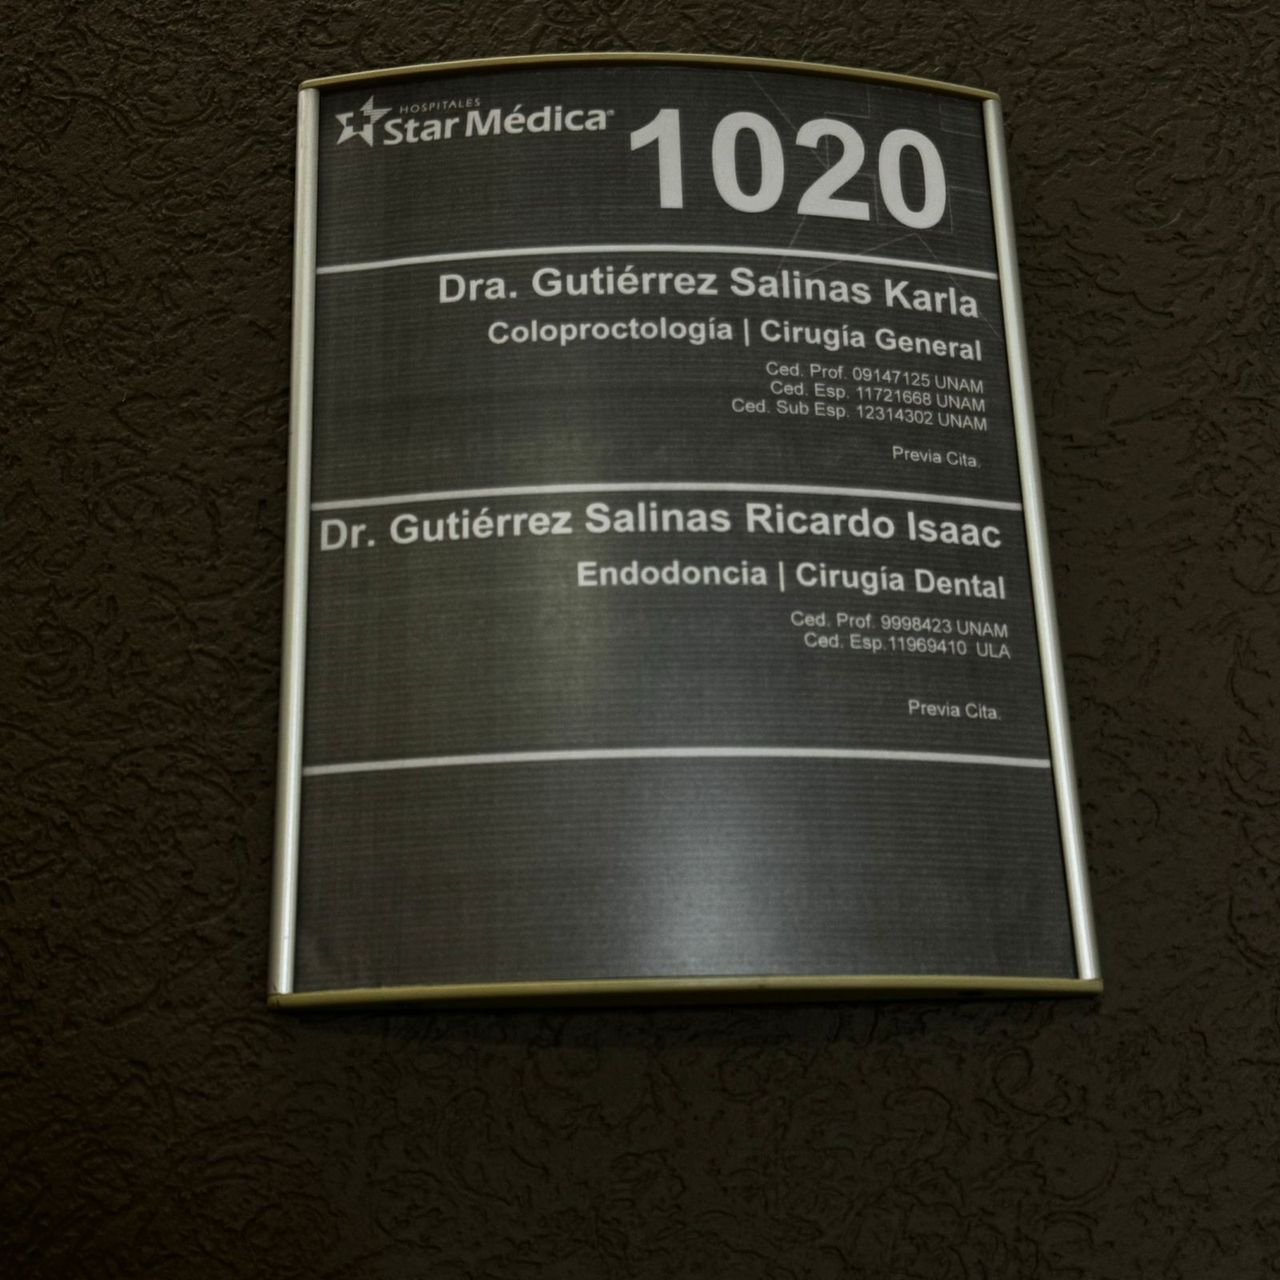 HOSPITALES
Star Médica
1020
Dra. Gutiérrez Salinas Karla
Coloproctología | Cirugía General
Ced. Prof. 09147125 UNAM
Ced. Esp. 11721668 UNAM
Ced. Sub Esp. 12314302 UNAM
Previa Cita.
Dr. Gutiérrez Salinas Ricardo Isaac
Endodoncia | Cirugía Dental
Ced. Prof. 9998423 UNAM
Ced. Esp.11969410 ULA
Previa Cita.